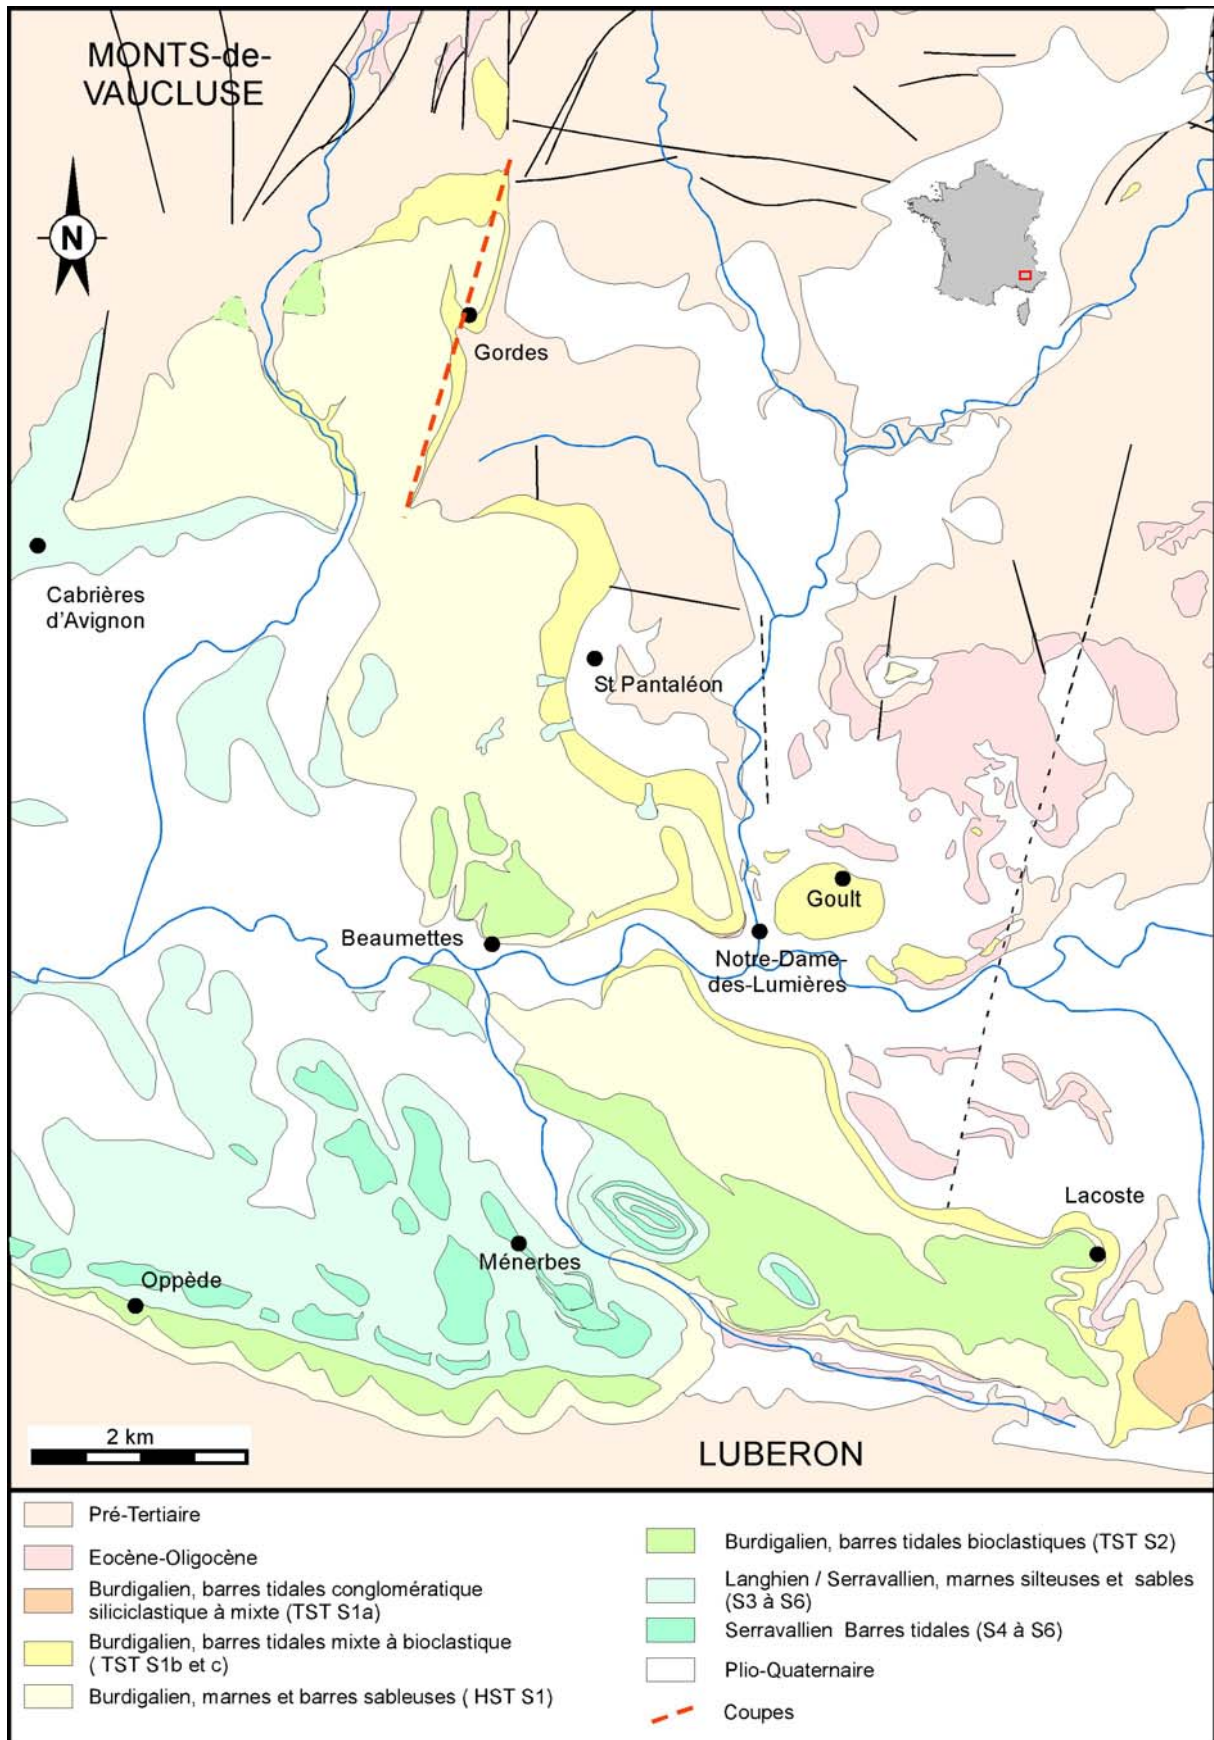 MONTS-de-
VAUCLUSE
N
Gordes
Cabrières
d'Avignon
St Pantaléon
Goult
Beaumettes
Notre-Dame-
des-Lumières
Lacoste
Ménerbes
Oppède
2 km
LUBERON
Pré-Tertiaire
Eocène-Oligocène
Burdigalien, barres tidales conglomératique
siliciclastique à mixte (TST S1a)
Burdigalien, barres tidales mixte à bioclastique
( TST S1b et c)
Burdigalien, marnes et barres sableuses ( HST S1)
Burdigalien, barres tidales bioclastiques (TST S2)
Langhien / Serravallien, marnes silteuses et sables
(S3 à S6)
Serravallien Barres tidales (S4 à S6)
Plio-Quaternaire
Coupes